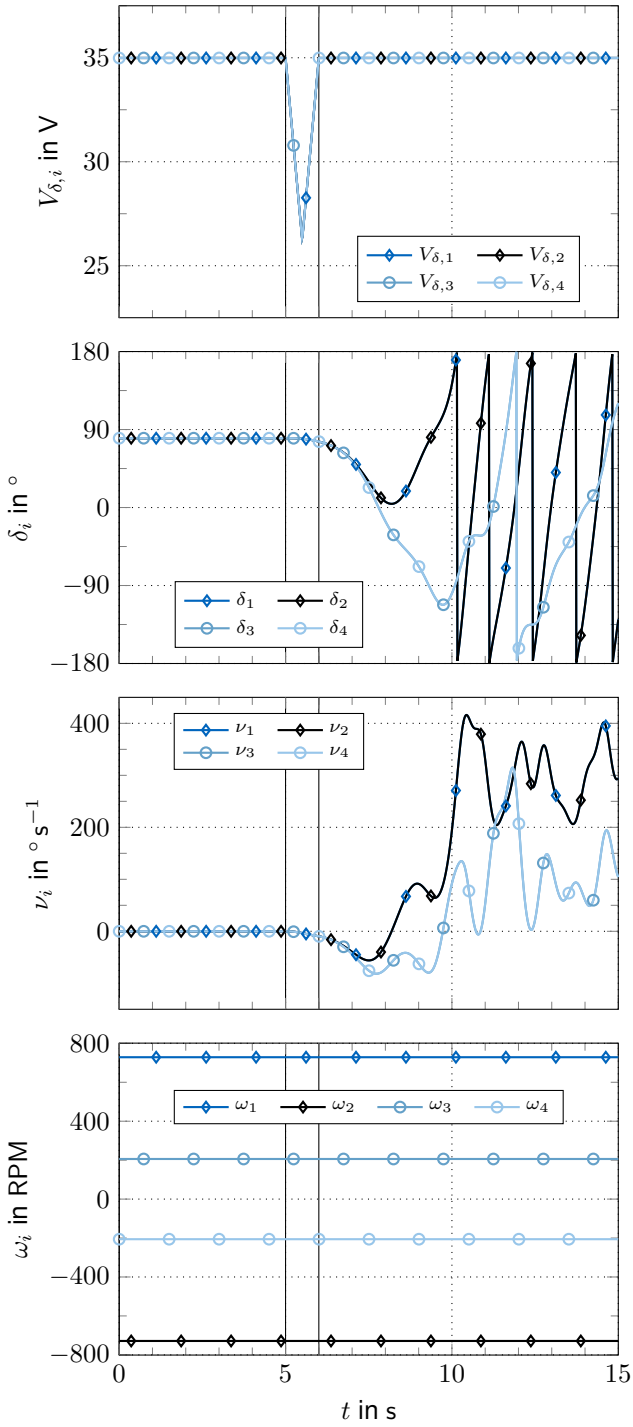 35
30
25
V_{δ,i} in V
V_{δ,1} V_{δ,2}
V_{δ,3} V_{δ,4}
180
90
0
−90
−180
δ_i in °
δ_1 δ_2
δ_3 δ_4
400
200
0
ν_i in ° s^{−1}
ν_1 ν_2
ν_3 ν_4
800
400
0
−400
−800
ω_i in RPM
ω_1 ω_2 ω_3 ω_4
0 5 10 15
t in s